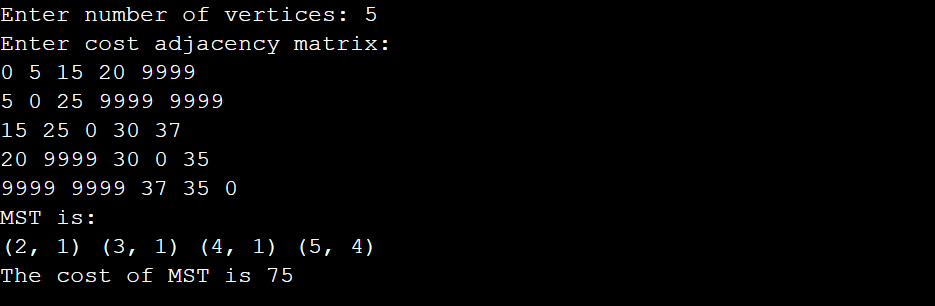 Enter number of vertices: 5
Enter cost adjacency matrix:
0 5 15 20 9999
5 0 25 9999 9999
15 25 0 30 37
20 9999 30 0 35
9999 9999 37 35 0
MST is:
(2, 1) (3, 1) (4, 1) (5, 4)
The cost of MST is 75